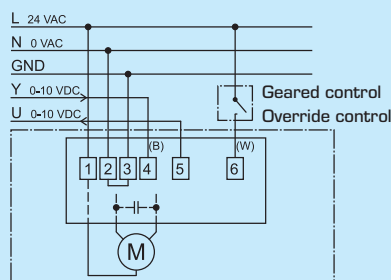 L 24 VAC
N 0 VAC
GND
Y 0-10 VDC
Geared control
U 0-10 VDC
Override control
(B) (W)
1 2 3 4 5 6
M